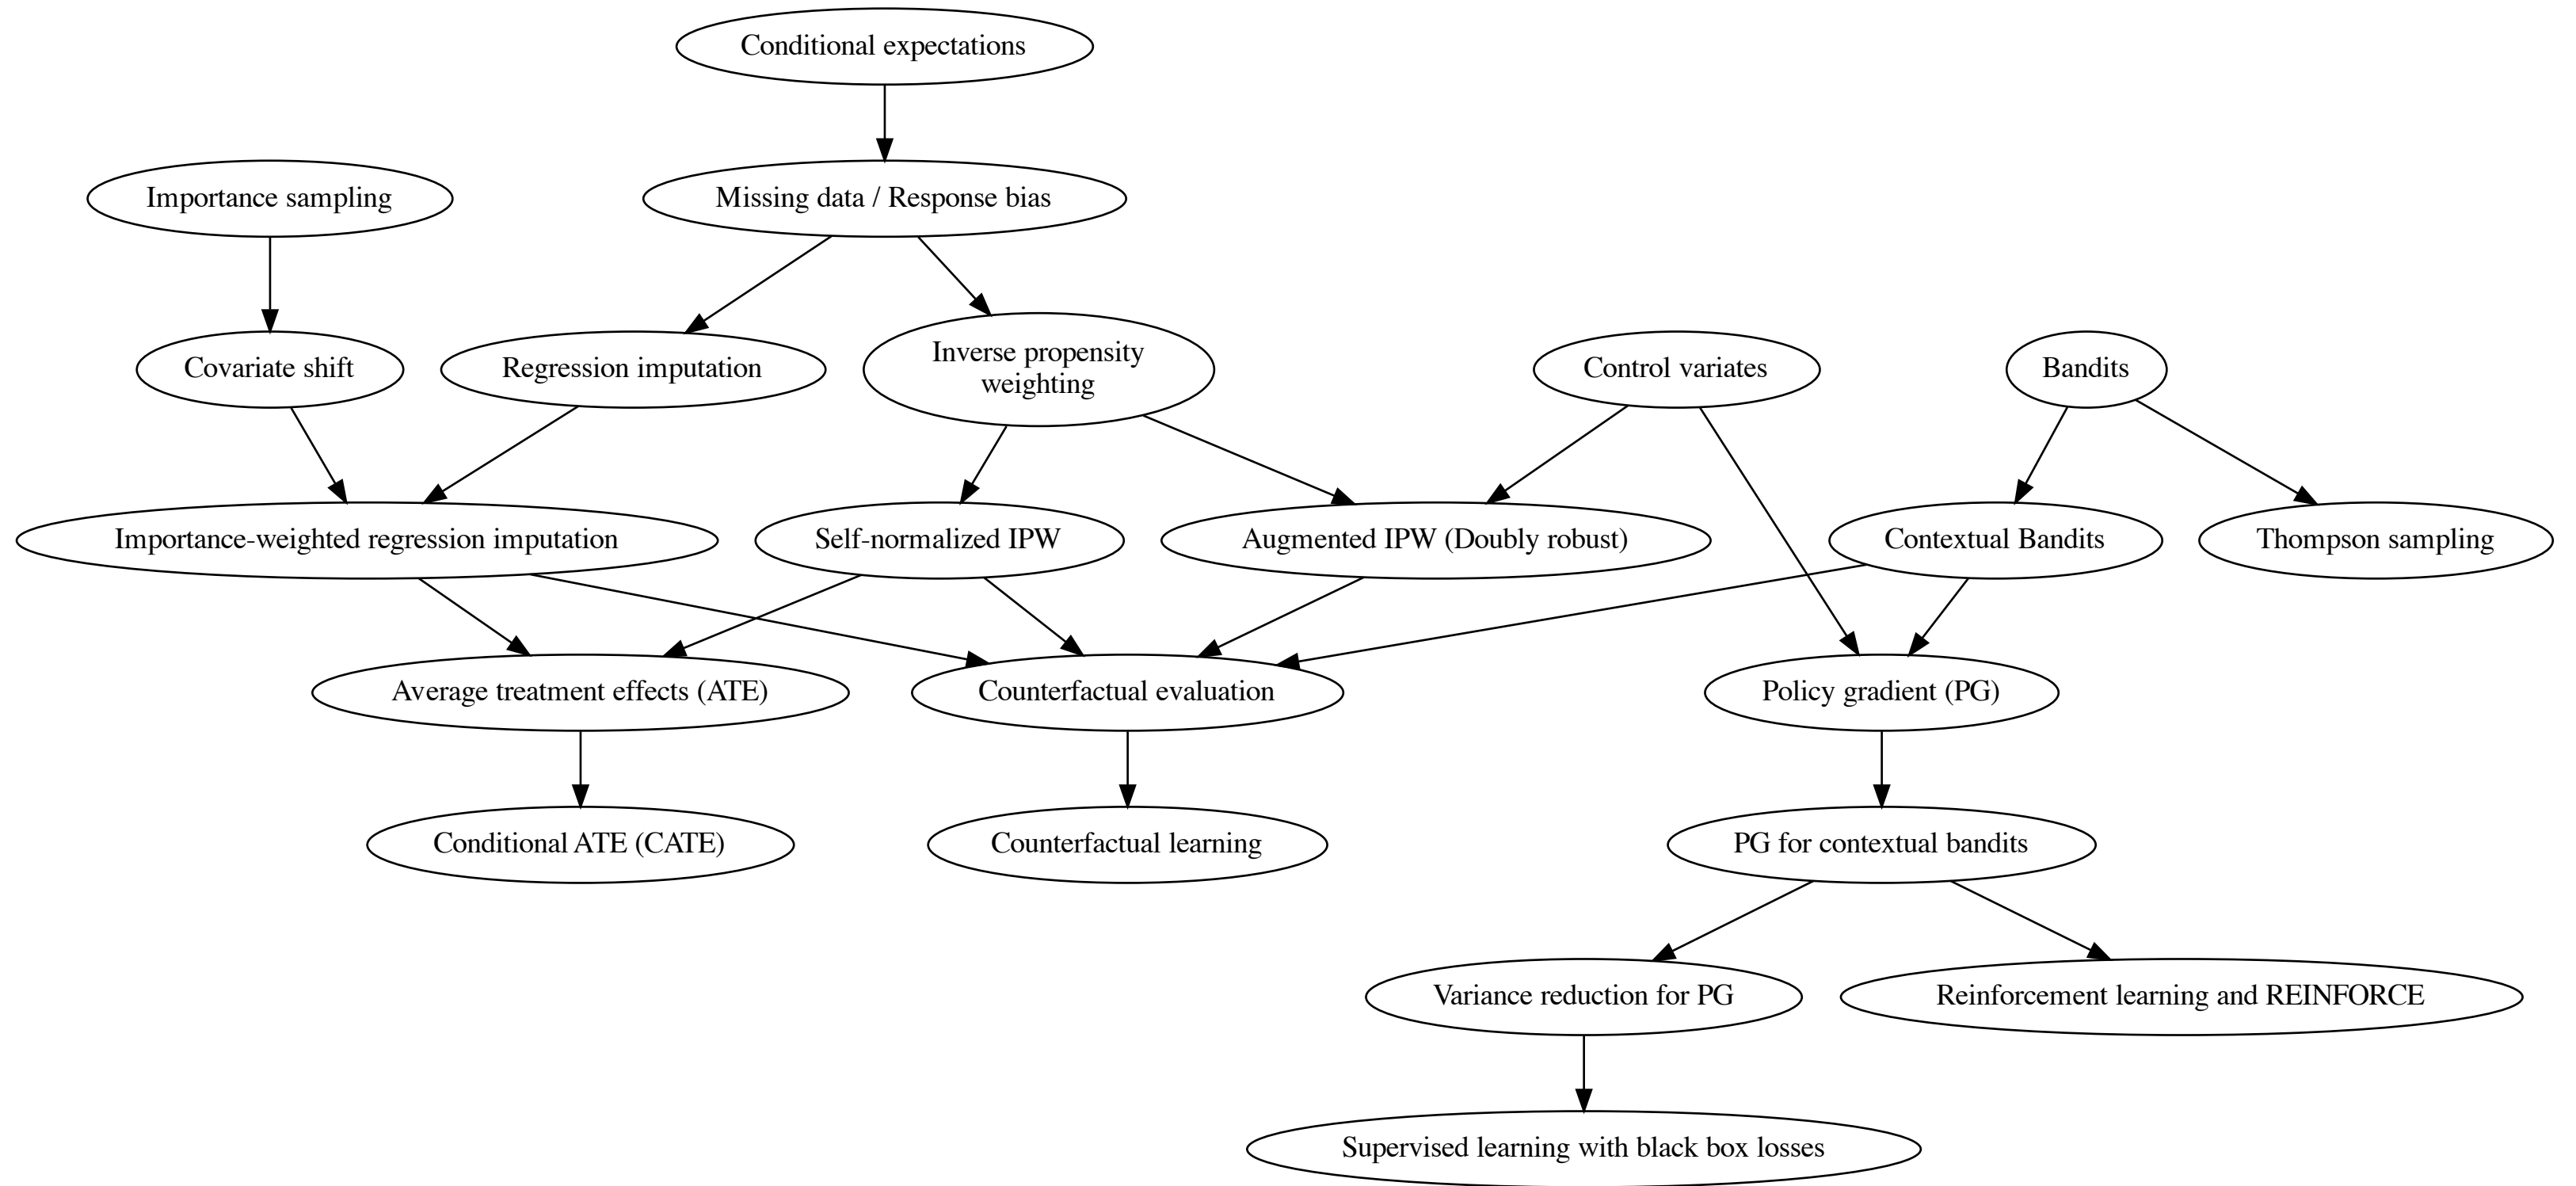 Conditional expectations
Importance sampling
Missing data / Response bias
Covariate shift
Regression imputation
Inverse propensity
weighting
Control variates
Bandits
Importance-weighted regression imputation
Self-normalized IPW
Augmented IPW (Doubly robust)
Contextual Bandits
Thompson sampling
Average treatment effects (ATE)
Counterfactual evaluation
Policy gradient (PG)
Conditional ATE (CATE)
Counterfactual learning
PG for contextual bandits
Variance reduction for PG
Reinforcement learning and REINFORCE
Supervised learning with black box losses